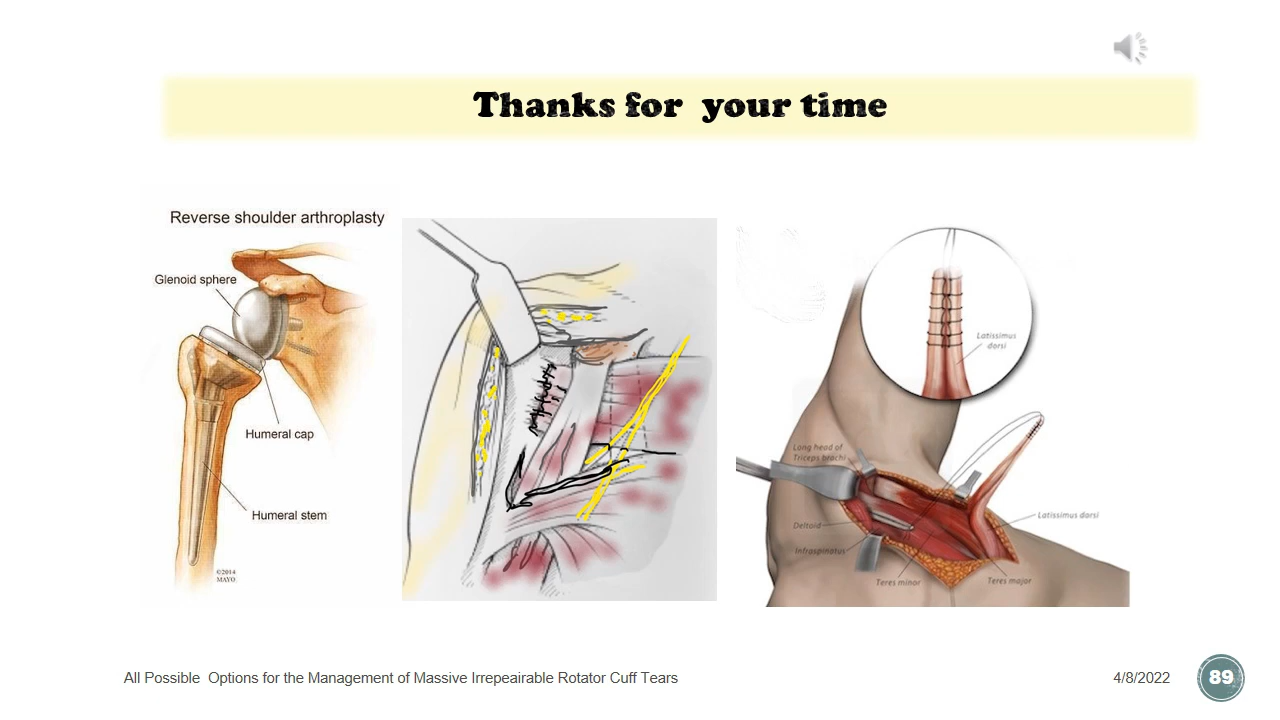 Thanks for  your time
Reverse shoulder arthroplasty
Glenoid sphere
Humeral cap
Humeral stem
©2014
MAYO
Latissimus
dorsi
Long head of
Triceps brachi
Deltoid
Infraspinatus
Teres minor
Teres major
Latissimus dorsi
All Possible  Options for the Management of Massive Irrepeairable Rotator Cuff Tears
4/8/2022
89